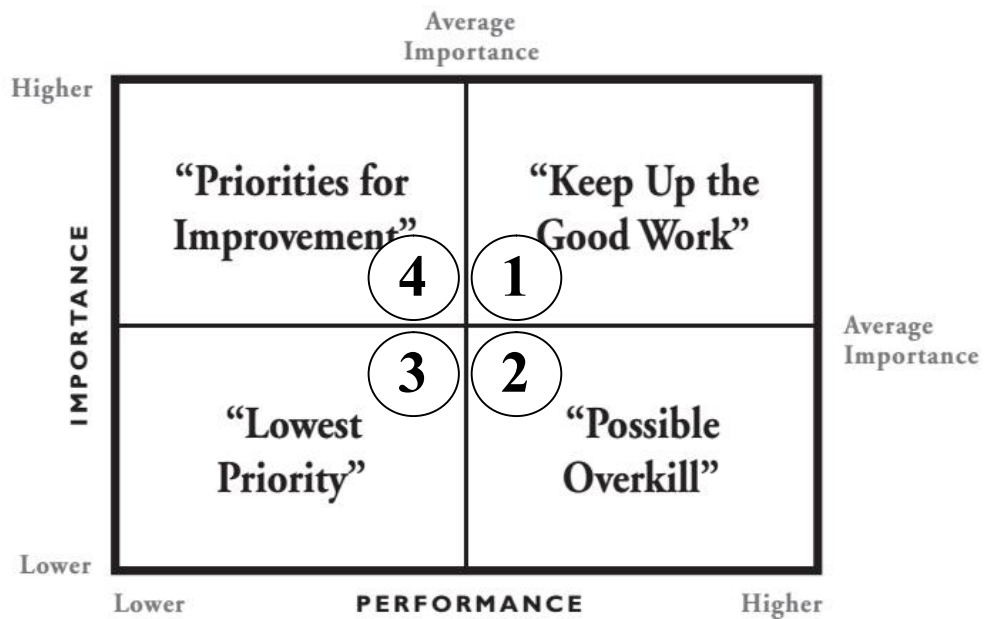 Average
Importance
Higher
“Priorities for
Improvement”
“Keep Up the
Good Work”
4
1
IMPORTANCE
Average
Importance
3
2
“Lowest
Priority”
“Possible
Overkill”
Lower
Lower
PERFORMANCE
Higher